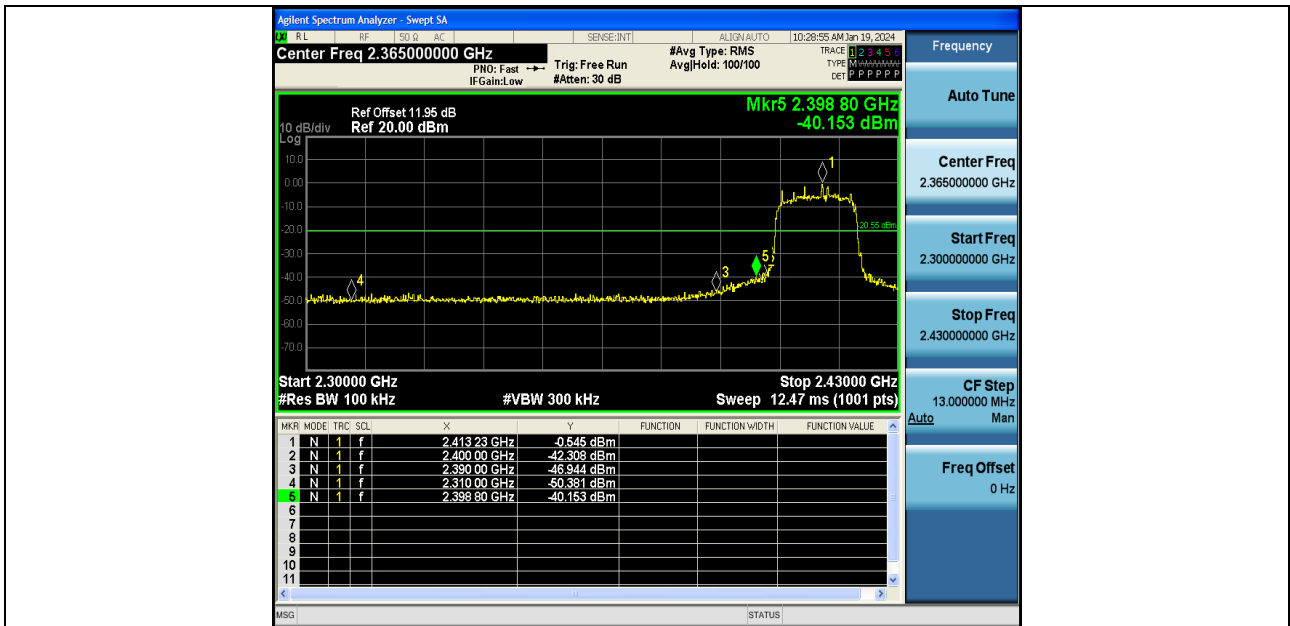 Agilent Spectrum Analyzer - Swept SA
LXI RL RF 50 Ω AC SENSE:INT ALIGNAUTO 10:28:55 AM Jan 19, 2024
Center Freq 2.365000000 GHz
PNO: Fast
IFGain:Low
Trig: Free Run
#Atten: 30 dB
#Avg Type: RMS
Avg|Hold: 100/100
TRACE 1 2 3 4 5 6
TYPE M
DET P P P P P P
Frequency
Auto Tune
Center Freq
2.365000000 GHz
Start Freq
2.300000000 GHz
Stop Freq
2.430000000 GHz
CF Step
13.000000 MHz
Auto Man
Freq Offset
0 Hz
Mkr5 2.398 80 GHz
-40.153 dBm
Ref Offset 11.95 dB
10 dB/div Ref 20.00 dBm
Log
10.0
0.00
-10.0
-20.0
-30.0
-40.0
-50.0
-60.0
-70.0
1
-20.55 dBm
5
3
4
Start 2.30000 GHz Stop 2.43000 GHz
#Res BW 100 kHz #VBW 300 kHz Sweep 12.47 ms (1001 pts)
MKR MODE TRC SCL X Y FUNCTION FUNCTION WIDTH FUNCTION VALUE
1 N 1 f 2.413 23 GHz -0.545 dBm
2 N 1 f 2.400 00 GHz -42.308 dBm
3 N 1 f 2.390 00 GHz -46.944 dBm
4 N 1 f 2.310 00 GHz -50.381 dBm
5 N 1 f 2.398 80 GHz -40.153 dBm
6
7
8
9
10
11
MSG STATUS